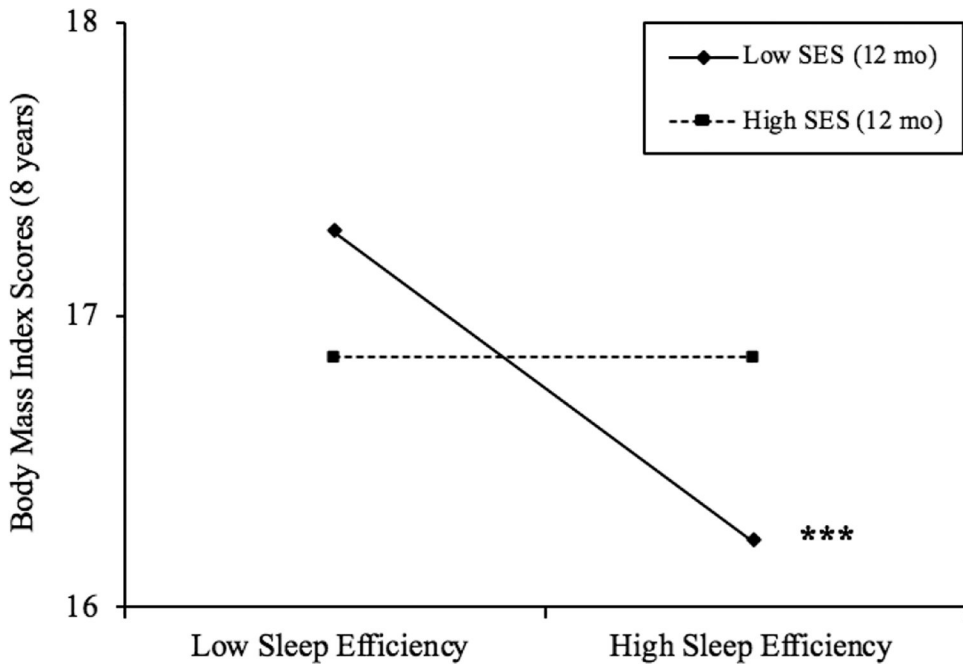 18
Low SES (12 mo)
High SES (12 mo)
Body Mass Index Scores (8 years)
17
***
16
Low Sleep Efficiency
High Sleep Efficiency